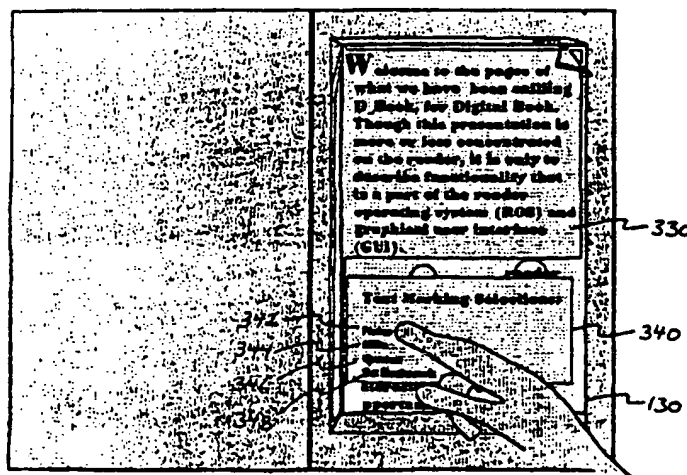 Welcome to the pages of
what we have been calling
D_Book, for Digital Book.
Though this presentation is
more or less concentrated
on the reader, it is only to
describe functionality that
is a part of the reader
operating system (ROS) and
graphical user interface
(GUI).
330
Text Marking Selections:
342
344
346
348
340
130